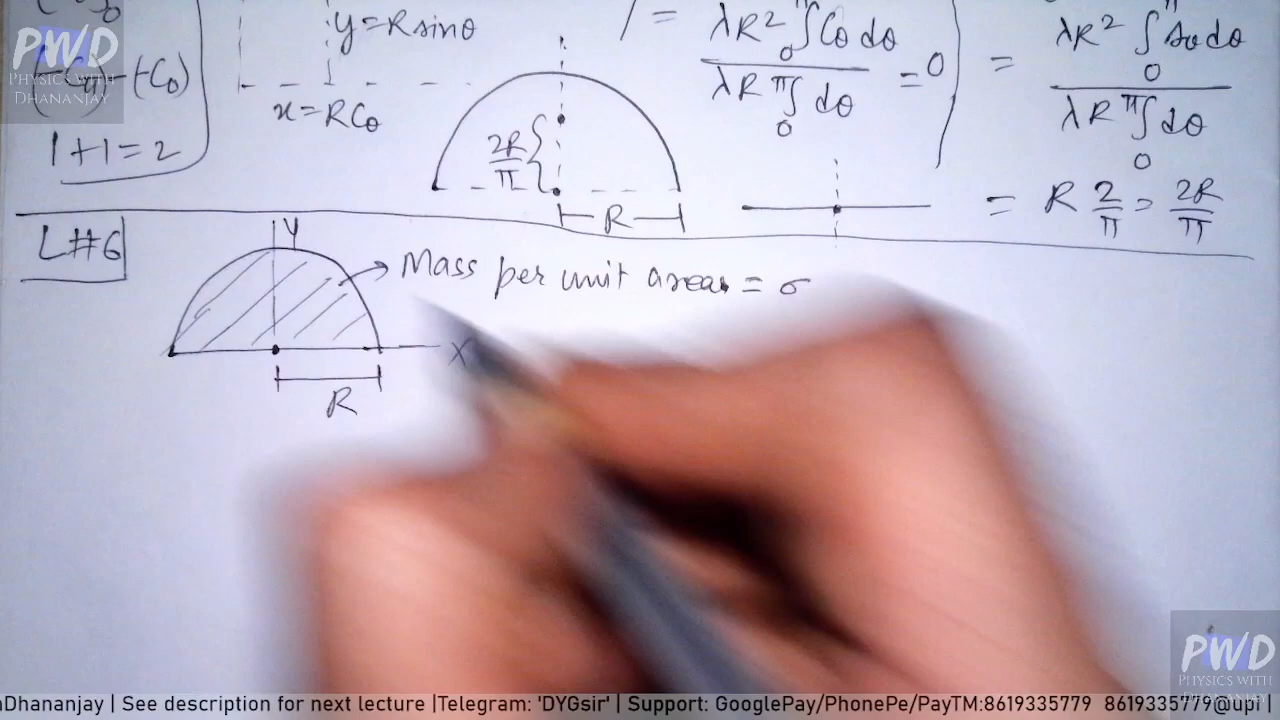 PWD
PHYSICS WITH
DHANANJAY
1+1=2
y=Rsinθ
x=RCθ
2R/π
R
/ = λR² ∫₀^π Cθ dθ / λR ∫₀^π dθ = 0
= λR² ∫₀^π sθ dθ / λR ∫₀^π dθ
= R 2/π = 2R/π
L#6
Y
Mass per unit area = σ
X
R
PWD
PHYSICS WITH
DHANANJAY
nDhananjay | See description for next lecture |Telegram: 'DYGsir' | Support: GooglePay/PhonePe/PayTM:8619335779 8619335779@upi |